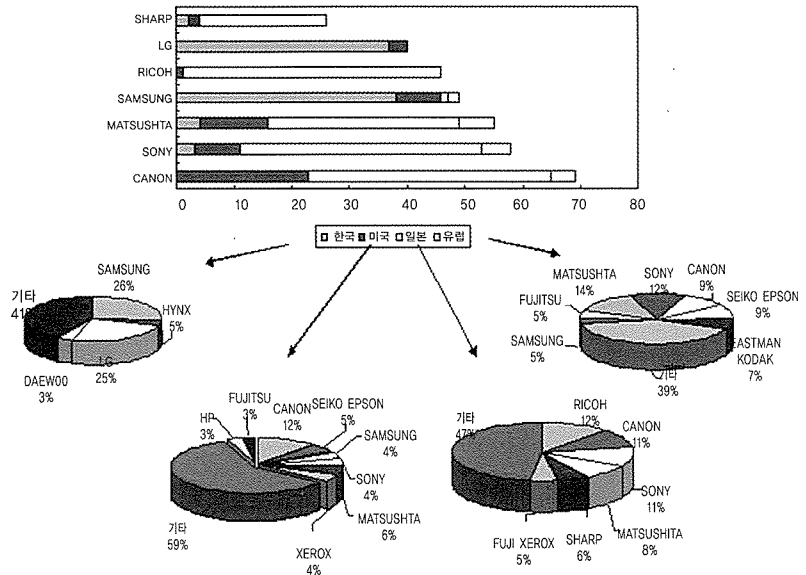 SHARP
LG
RICOH
SAMSUNG
MATSUSHTA
SONY
CANON
0 10 20 30 40 50 60 70 80
한국 미국 일본 유럽
SAMSUNG
26%
HYNX
5%
LG
25%
DAEWOO
3%
기타
41%
FUJITSU
3%
CANON
12%
SEIKO EPSON
5%
SAMSUNG
4%
SONY
4%
MATSUSHTA
6%
XEROX
4%
기타
59%
HP
3%
RICOH
12%
CANON
11%
SONY
11%
MATSUSHITA
8%
SHARP
6%
FUJI XEROX
5%
기타
47%
MATSUSHTA
14%
SONY
12%
CANON
9%
SEIKO EPSON
9%
EASTMAN
KODAK
7%
기타
39%
SAMSUNG
5%
FUJITSU
5%